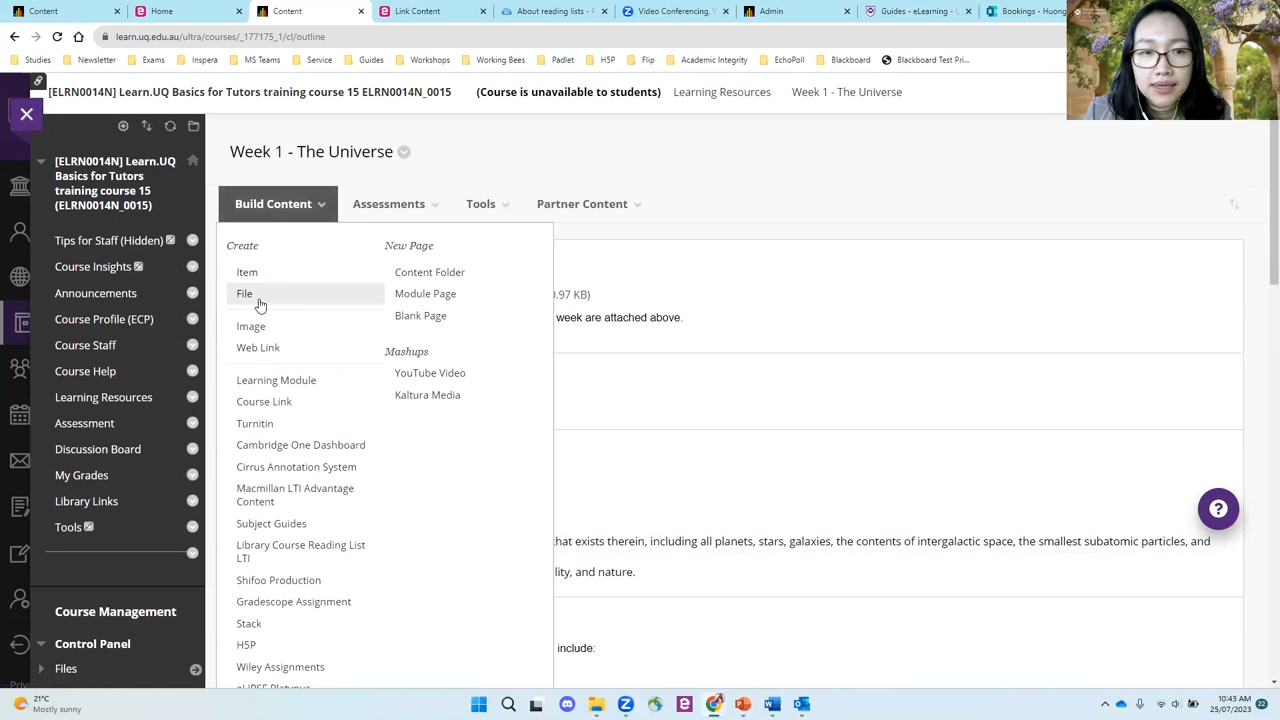 Content
Home
Content
Link Content
About reading lists - F
Video Conferencing, V
Admin
Guides - eLearning -
Bookings - Huong
learn.uq.edu.au/ultra/courses/_177175_1/cl/outline
Studies
Newsletter
Exams
Inspera
MS Teams
Service
Guides
Workshops
Working Bees
Padlet
H5P
Flip
Academic Integrity
EchoPoll
Blackboard
Blackboard Test Pri...
[ELRN0014N] Learn.UQ Basics for Tutors training course 15 ELRN0014N_0015
(Course is unavailable to students)
Learning Resources
Week 1 - The Universe
[ELRN0014N] Learn.UQ
Basics for Tutors
training course 15
(ELRN0014N_0015)
Tips for Staff (Hidden)
Course Insights
Announcements
Course Profile (ECP)
Course Staff
Course Help
Learning Resources
Assessment
Discussion Board
My Grades
Library Links
Tools
Course Management
Control Panel
Files
Week 1 - The Universe
Build Content
Assessments
Tools
Partner Content
Create
Item
File
Image
Web Link
Learning Module
Course Link
Turnitin
Cambridge One Dashboard
Cirrus Annotation System
Macmillan LTI Advantage
Content
Subject Guides
Library Course Reading List
LTI
Shifoo Production
Gradescope Assignment
Stack
H5P
Wiley Assignments
New Page
Content Folder
Module Page
Blank Page
Mashups
YouTube Video
Kaltura Media
0.97 KB)
week are attached above.
that exists therein, including all planets, stars, galaxies, the contents of intergalactic space, the smallest subatomic particles, and
lity, and nature.
include:
21°C
Mostly sunny
10:43 AM
25/07/2023
22